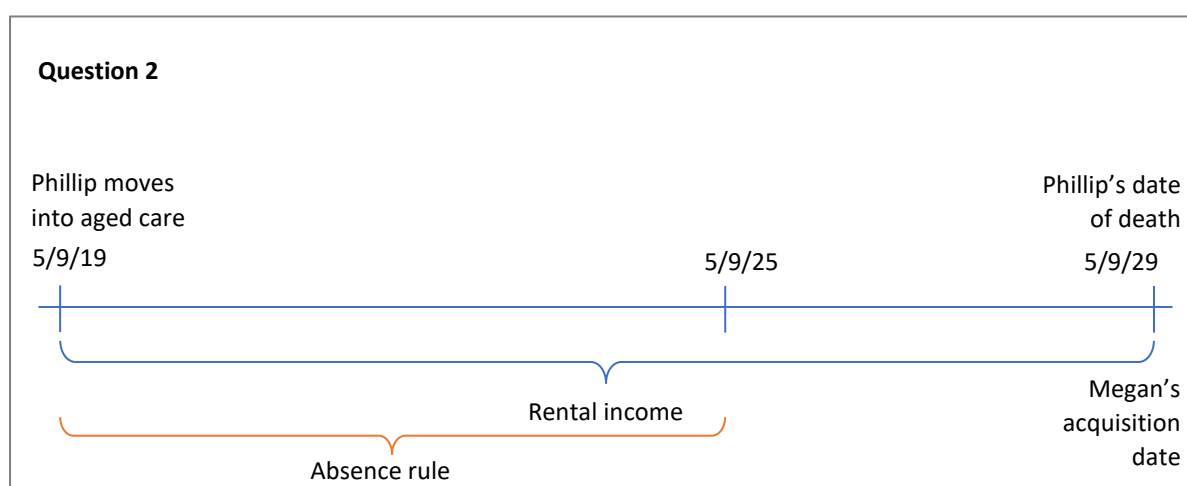 Question 2
Phillip moves
into aged care
5/9/19
5/9/25
Phillip’s date
of death
5/9/29
Rental income
Absence rule
Megan’s
acquisition
date